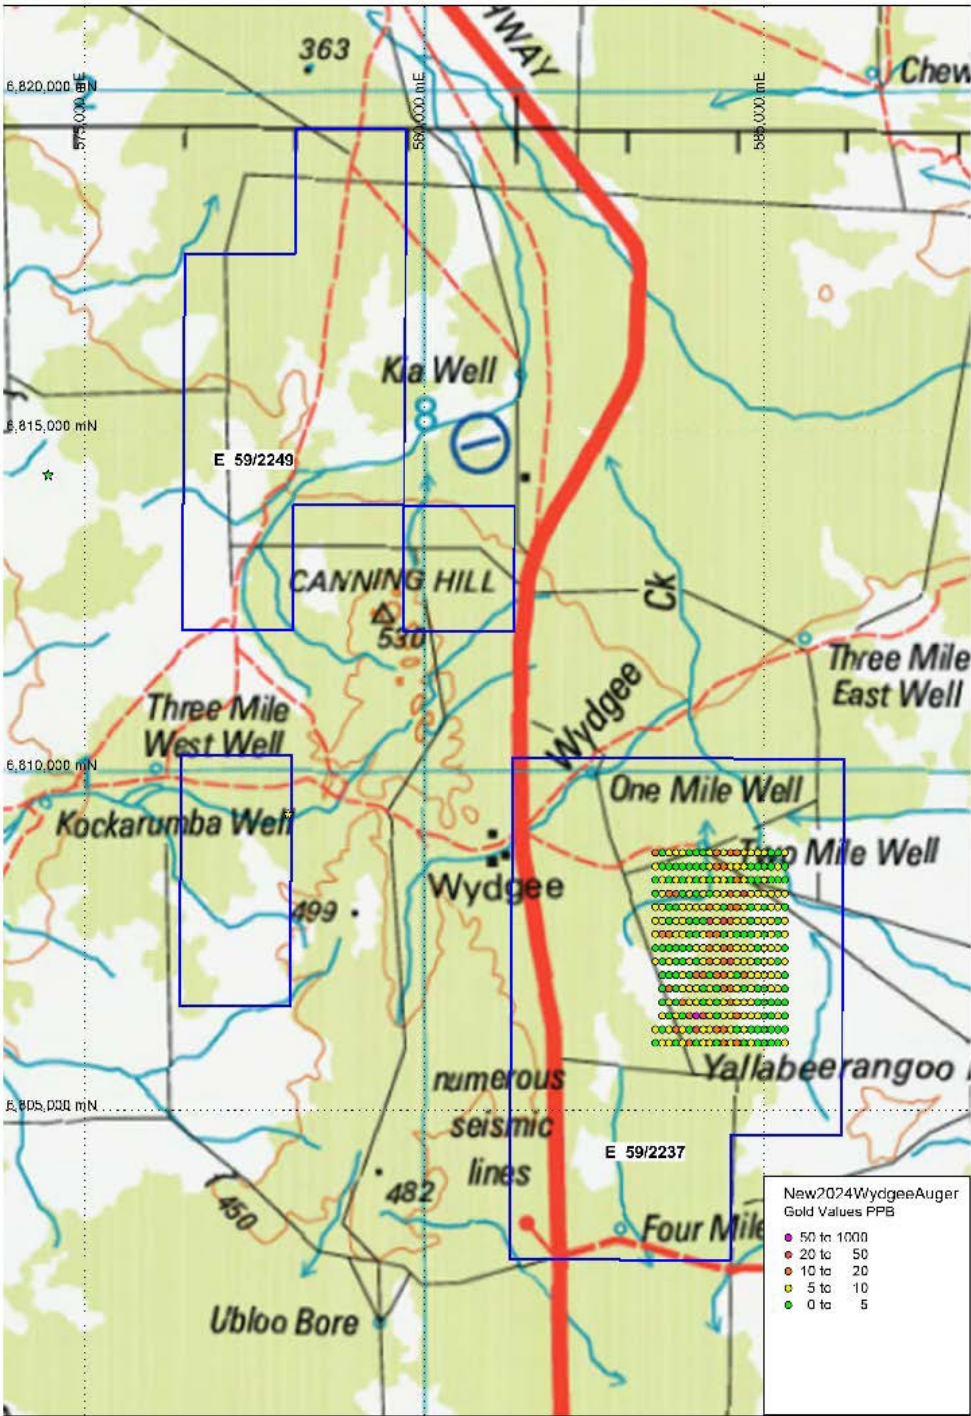 HWAY
363
Chew
6,820,000 mN
575,000 mE
580,000 mE
585,000 mE
Kia Well
8
6,815,000 mN
E 59/2249
CANNING HILL
530
Ck
Wydgee
Three Mile
East Well
Three Mile
West Well
6,810,000 mN
One Mile Well
Kockarumba Well
Two Mile Well
Wydgee
499
Yallabeerangoo
numerous
seismic
lines
6,805,000 mN
E 59/2237
482
450
Four Mile
Ubloo Bore
New2024WydgeeAuger
Gold Values PPB
50 to 1000
20 to 50
10 to 20
5 to 10
0 to 5